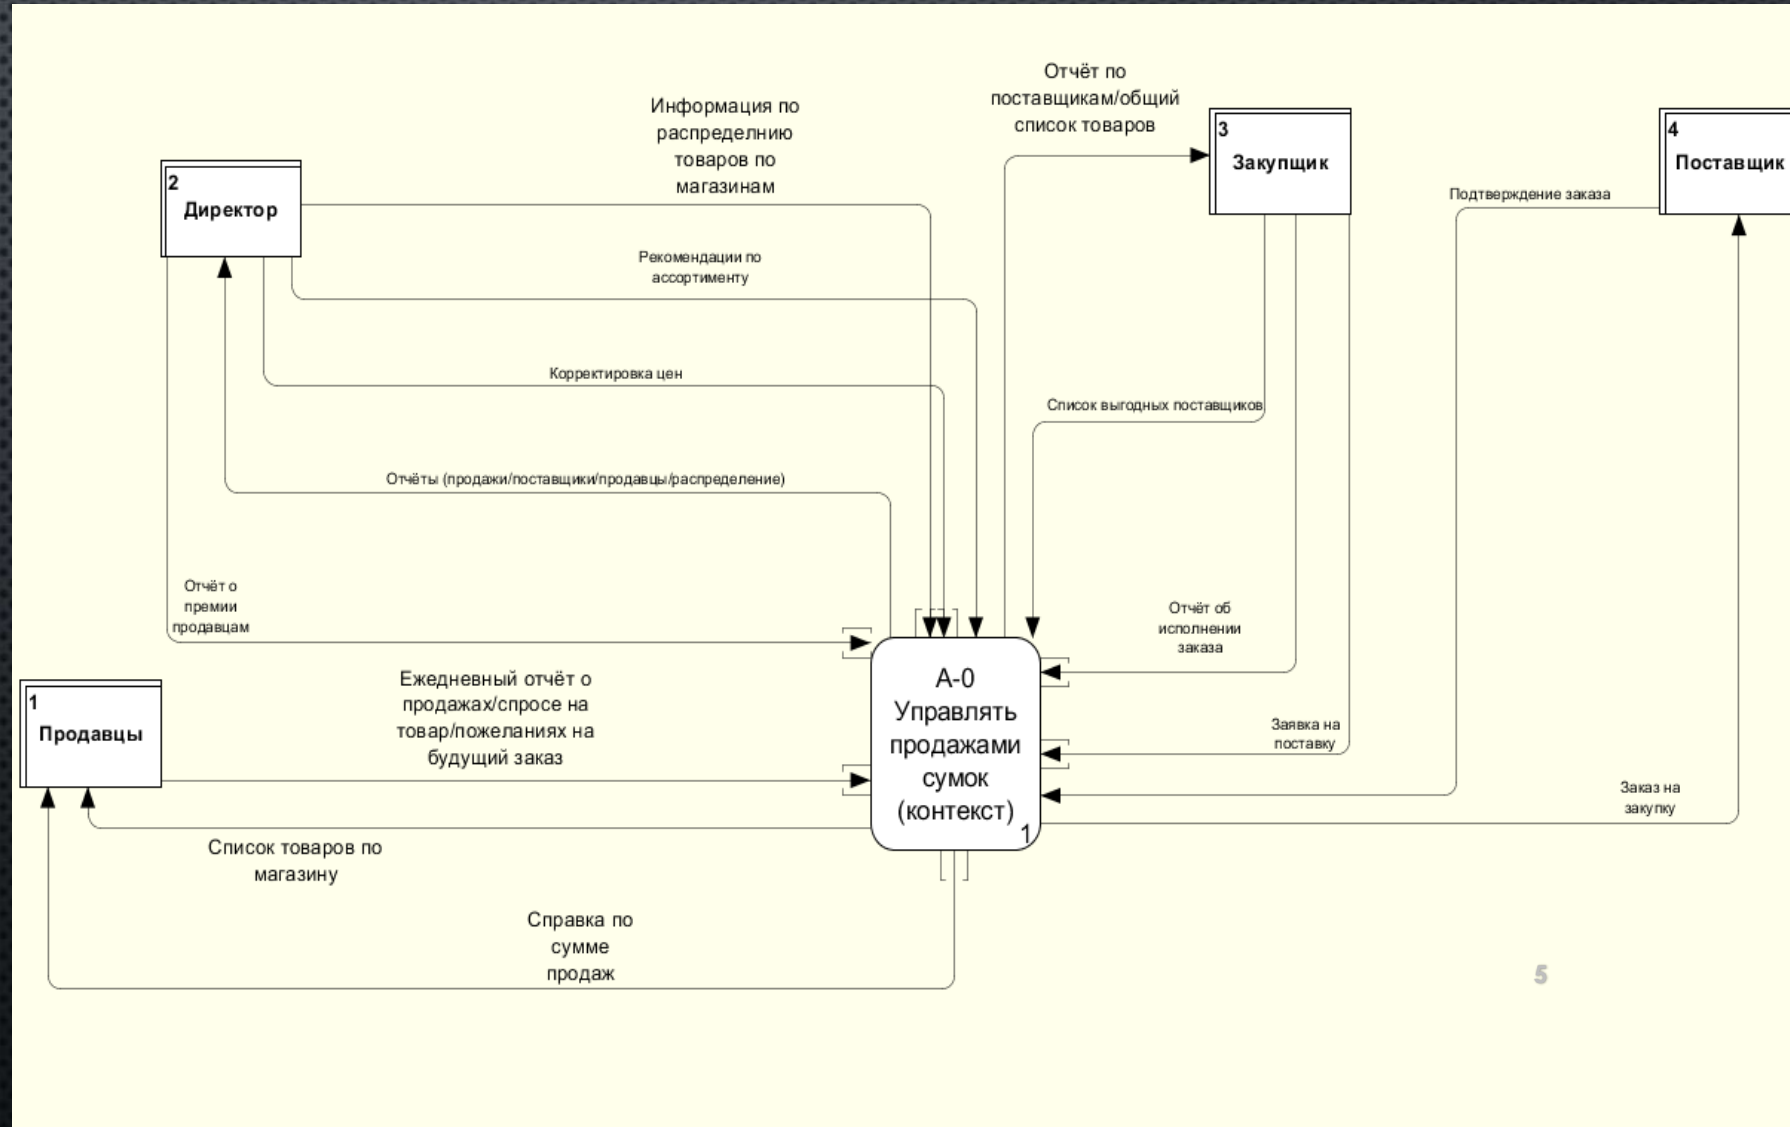 Отчёт по
поставщикам/общий
список товаров
Информация по
распределнию
товаров по
магазинам
3
Закупщик
4
Поставщик
2
Директор
Подтверждение заказа
Рекомендации по
ассортименту
Корректировка цен
Список выгодных поставщиков
Отчёты (продажи/поставщики/продавцы/распределение)
Отчёт о
премии
продавцам
Отчёт об
исполнении
заказа
Ежедневный отчёт о
продажах/спросе на
товар/пожеланиях на
будущий заказ
А-0
Управлять
продажами
сумок
(контекст)
1
1
Продавцы
Заявка на
поставку
Заказ на
закупку
Список товаров по
магазину
Справка по
сумме
продаж
5